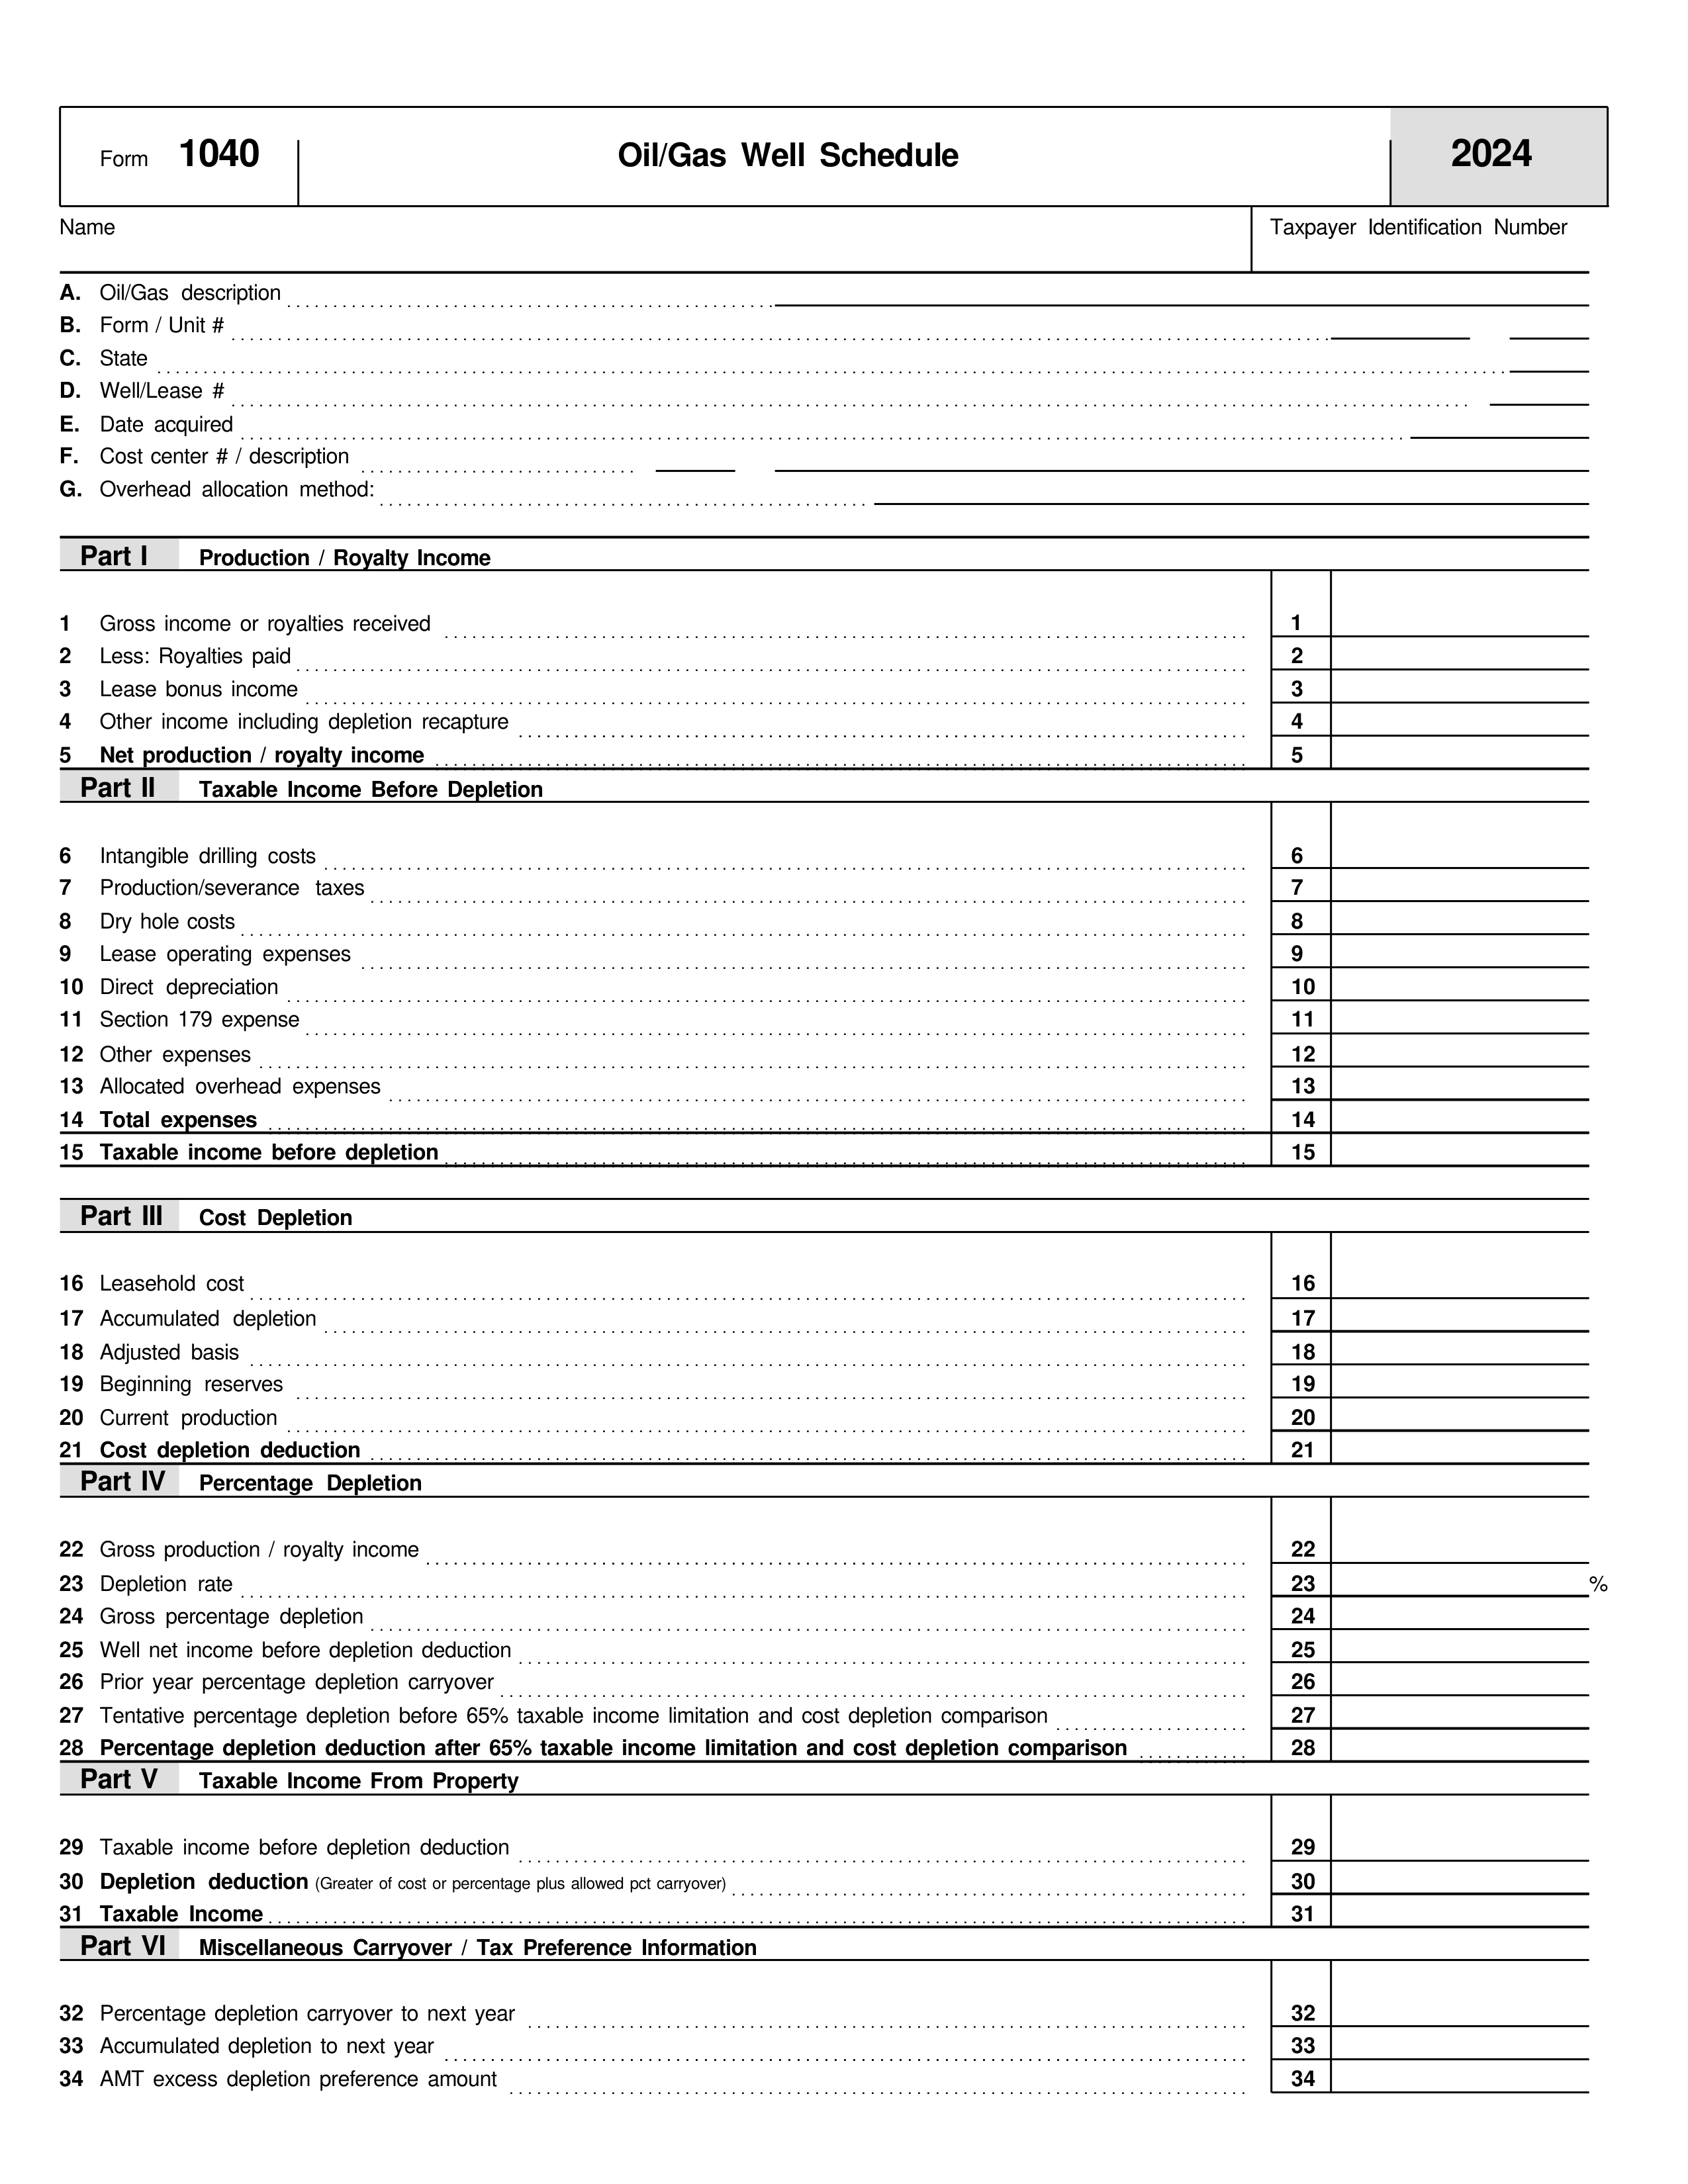 Form 1040 Oil/Gas Well Schedule 2024
Name Taxpayer Identification Number
A. Oil/Gas description
B. Form / Unit #
C. State
D. Well/Lease #
E. Date acquired
F. Cost center # / description
G. Overhead allocation method:
Part I Production / Royalty Income
1 Gross income or royalties received 1
2 Less: Royalties paid 2
3 Lease bonus income 3
4 Other income including depletion recapture 4
5 Net production / royalty income 5
Part II Taxable Income Before Depletion
6 Intangible drilling costs 6
7 Production/severance taxes 7
8 Dry hole costs 8
9 Lease operating expenses 9
10 Direct depreciation 10
11 Section 179 expense 11
12 Other expenses 12
13 Allocated overhead expenses 13
14 Total expenses 14
15 Taxable income before depletion 15
Part III Cost Depletion
16 Leasehold cost 16
17 Accumulated depletion 17
18 Adjusted basis 18
19 Beginning reserves 19
20 Current production 20
21 Cost depletion deduction 21
Part IV Percentage Depletion
22 Gross production / royalty income 22
23 Depletion rate 23 %
24 Gross percentage depletion 24
25 Well net income before depletion deduction 25
26 Prior year percentage depletion carryover 26
27 Tentative percentage depletion before 65% taxable income limitation and cost depletion comparison 27
28 Percentage depletion deduction after 65% taxable income limitation and cost depletion comparison 28
Part V Taxable Income From Property
29 Taxable income before depletion deduction 29
30 Depletion deduction (Greater of cost or percentage plus allowed pct carryover) 30
31 Taxable Income 31
Part VI Miscellaneous Carryover / Tax Preference Information
32 Percentage depletion carryover to next year 32
33 Accumulated depletion to next year 33
34 AMT excess depletion preference amount 34